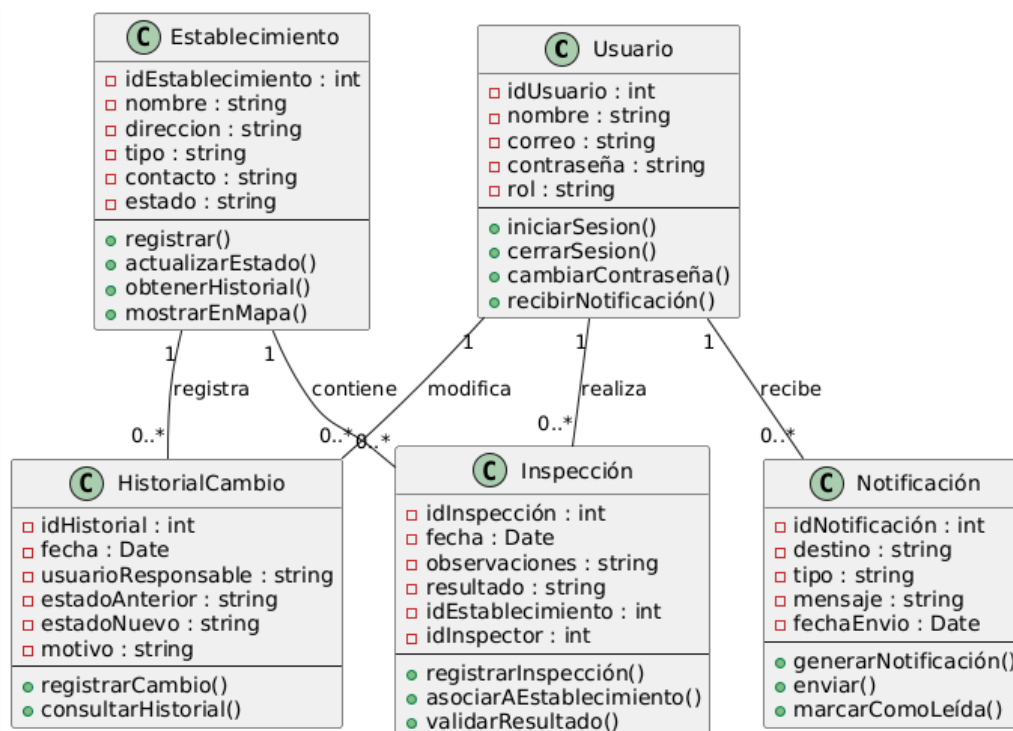 C Establecimiento
idEstablecimiento : int
nombre : string
direccion : string
tipo : string
contacto : string
estado : string
registrar()
actualizarEstado()
obtenerHistorial()
mostrarEnMapa()
C Usuario
idUsuario : int
nombre : string
correo : string
contraseña : string
rol : string
iniciarSesion()
cerrarSesion()
cambiarContraseña()
recibirNotificación()
1
1
1
1
1
registra
contiene
modifica
realiza
recibe
0..*
0..*
0..*
0..*
0..*
C HistorialCambio
idHistorial : int
fecha : Date
usuarioResponsable : string
estadoAnterior : string
estadoNuevo : string
motivo : string
registrarCambio()
consultarHistorial()
C Inspección
idInspección : int
fecha : Date
observaciones : string
resultado : string
idEstablecimiento : int
idInspector : int
registrarInspección()
asociarAEstablecimiento()
validarResultado()
C Notificación
idNotificación : int
destino : string
tipo : string
mensaje : string
fechaEnvio : Date
generarNotificación()
enviar()
marcarComoLeída()